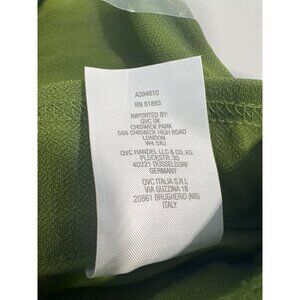 A394810
RN 81893
IMPORTED BY:
QVC UK
CHISWICK PARK
566 CHISWICK HIGH ROAD
LONDON
W4 5XU
QVC HANDEL LLC & CO. KG
PLOCKSTR. 30
40221 DUSSELDORF
GERMANY
QVC ITALIA S.R.L
VIA GUZZINA 18
20861 BRUGHERIO (MB)
ITALY